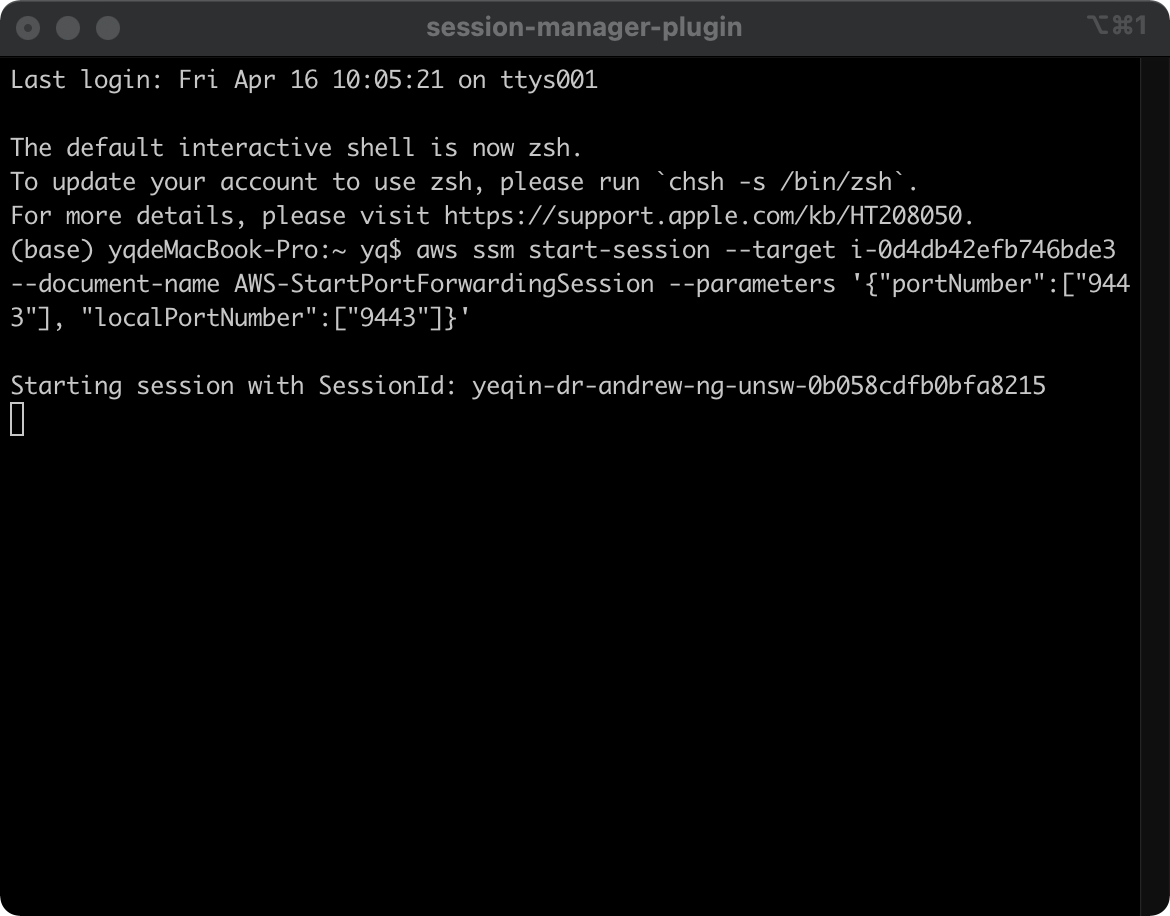 session-manager-plugin
⌥⌘1
Last login: Fri Apr 16 10:05:21 on ttys001
The default interactive shell is now zsh.
To update your account to use zsh, please run `chsh -s /bin/zsh`.
For more details, please visit https://support.apple.com/kb/HT208050.
(base) yqdeMacBook-Pro:~ yq$ aws ssm start-session --target i-0d4db42efb746bde3
--document-name AWS-StartPortForwardingSession --parameters '{"portNumber":["944
3"], "localPortNumber":["9443"]}'
Starting session with SessionId: yeqin-dr-andrew-ng-unsw-0b058cdfb0bfa8215